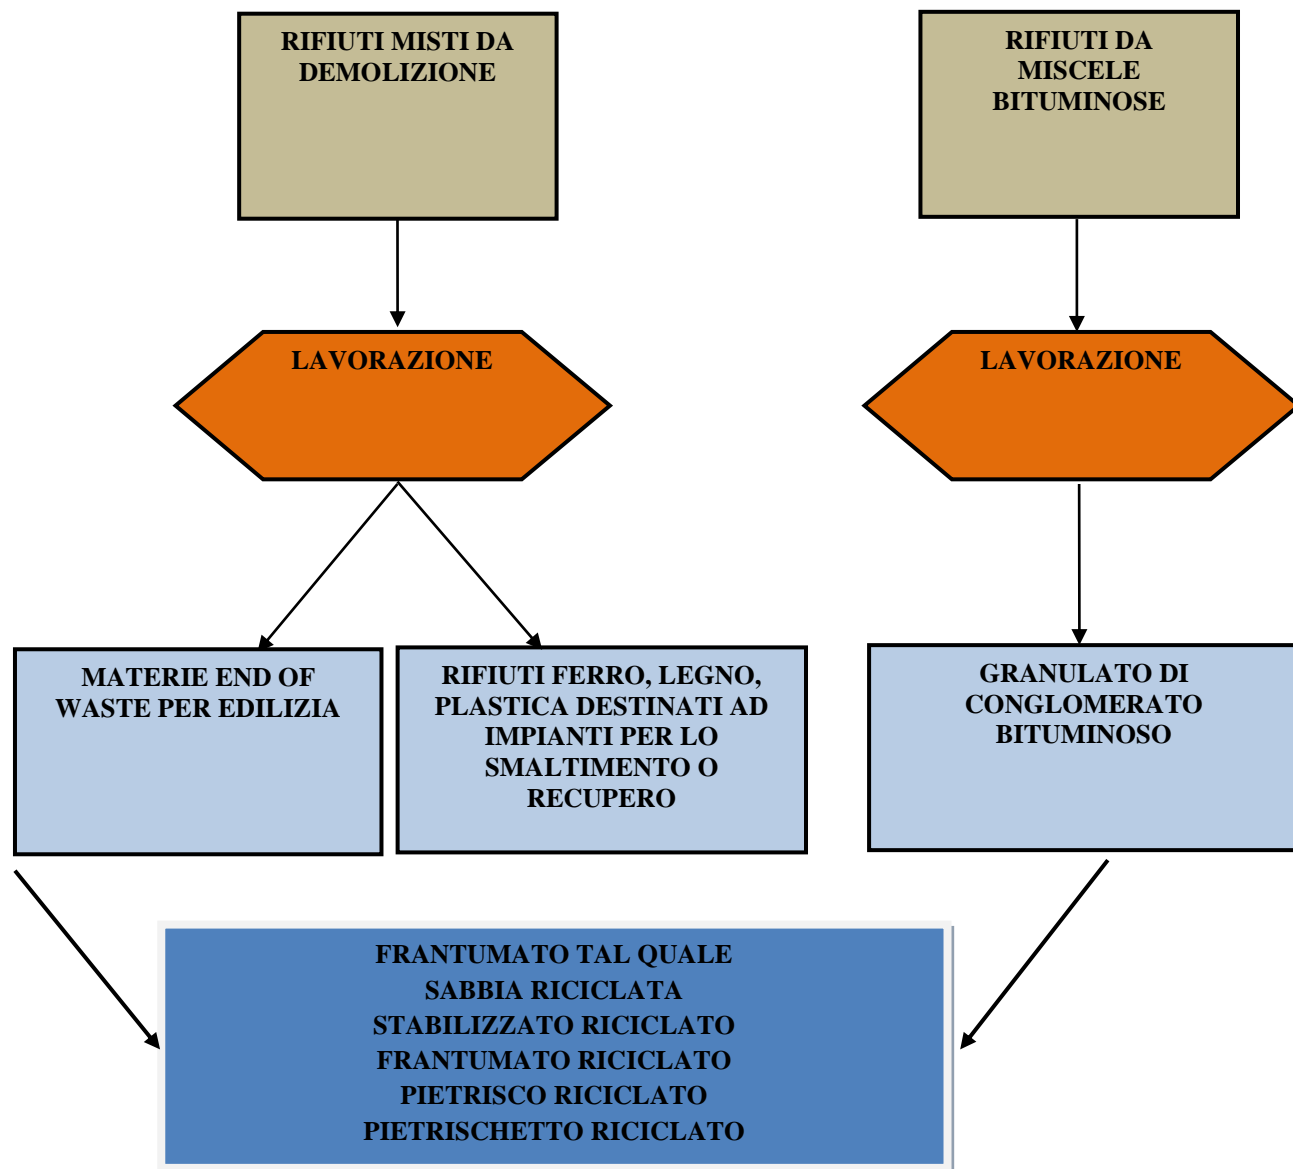 RIFIUTI MISTI DA
DEMOLIZIONE
RIFIUTI DA
MISCELE
BITUMINOSE
LAVORAZIONE
LAVORAZIONE
MATERIE END OF
WASTE PER EDILIZIA
RIFIUTI FERRO, LEGNO,
PLASTICA DESTINATI AD
IMPIANTI PER LO
SMALTIMENTO O
RECUPERO
GRANULATO DI
CONGLOMERATO
BITUMINOSO
FRANTUMATO TAL QUALE
SABBIA RICICLATA
STABILIZZATO RICICLATO
FRANTUMATO RICICLATO
PIETRISCO RICICLATO
PIETRISCHETTO RICICLATO